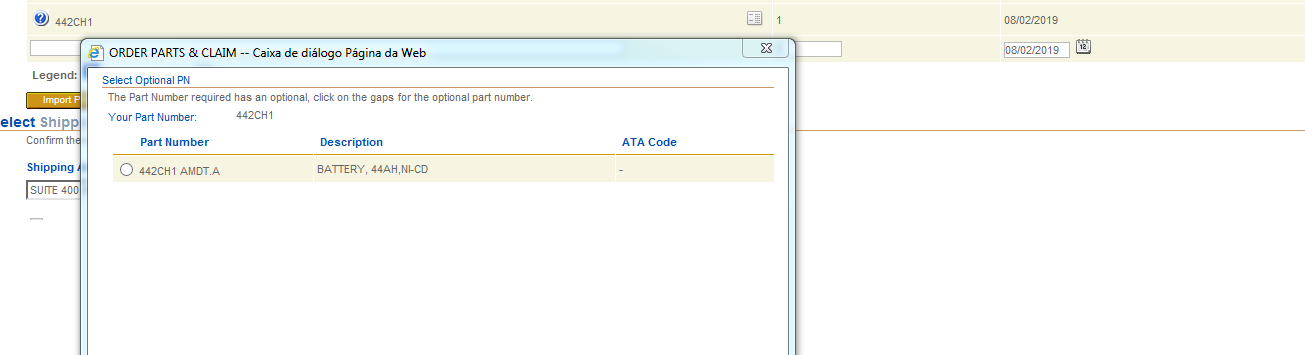 442CH1 1 08/02/2019
ORDER PARTS & CLAIM -- Caixa de diálogo Página da Web
08/02/2019 12
Legend:
Select Optional PN
The Part Number required has an optional, click on the gaps for the optional part number.
Import P
Your Part Number: 442CH1
elect Shipp
Confirm the
Part Number Description ATA Code
Shipping A
442CH1 AMDT.A BATTERY, 44AH,NI-CD -
SUITE 400